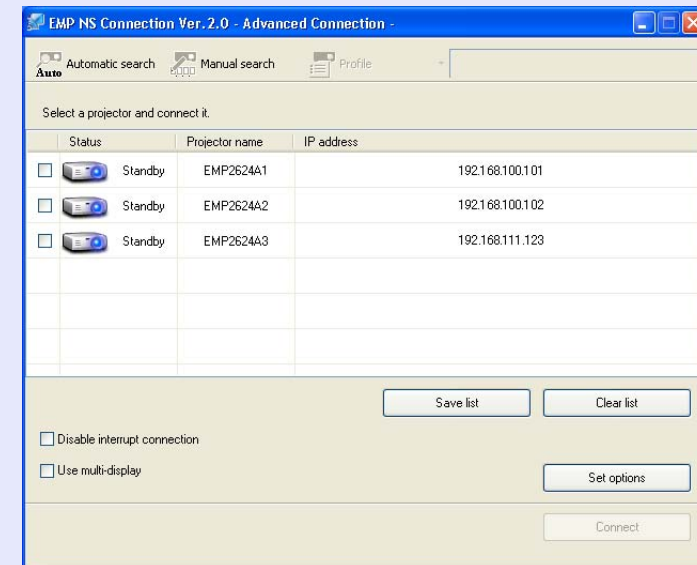 EMP NS Connection Ver. 2.0 - Advanced Connection -
Auto Automatic search Manual search Profile
Select a projector and connect it.
Status Projector name IP address
Standby EMP2624A1 192.168.100.101
Standby EMP2624A2 192.168.100.102
Standby EMP2624A3 192.168.111.123
Save list Clear list
Disable interrupt connection
Use multi-display
Set options
Connect